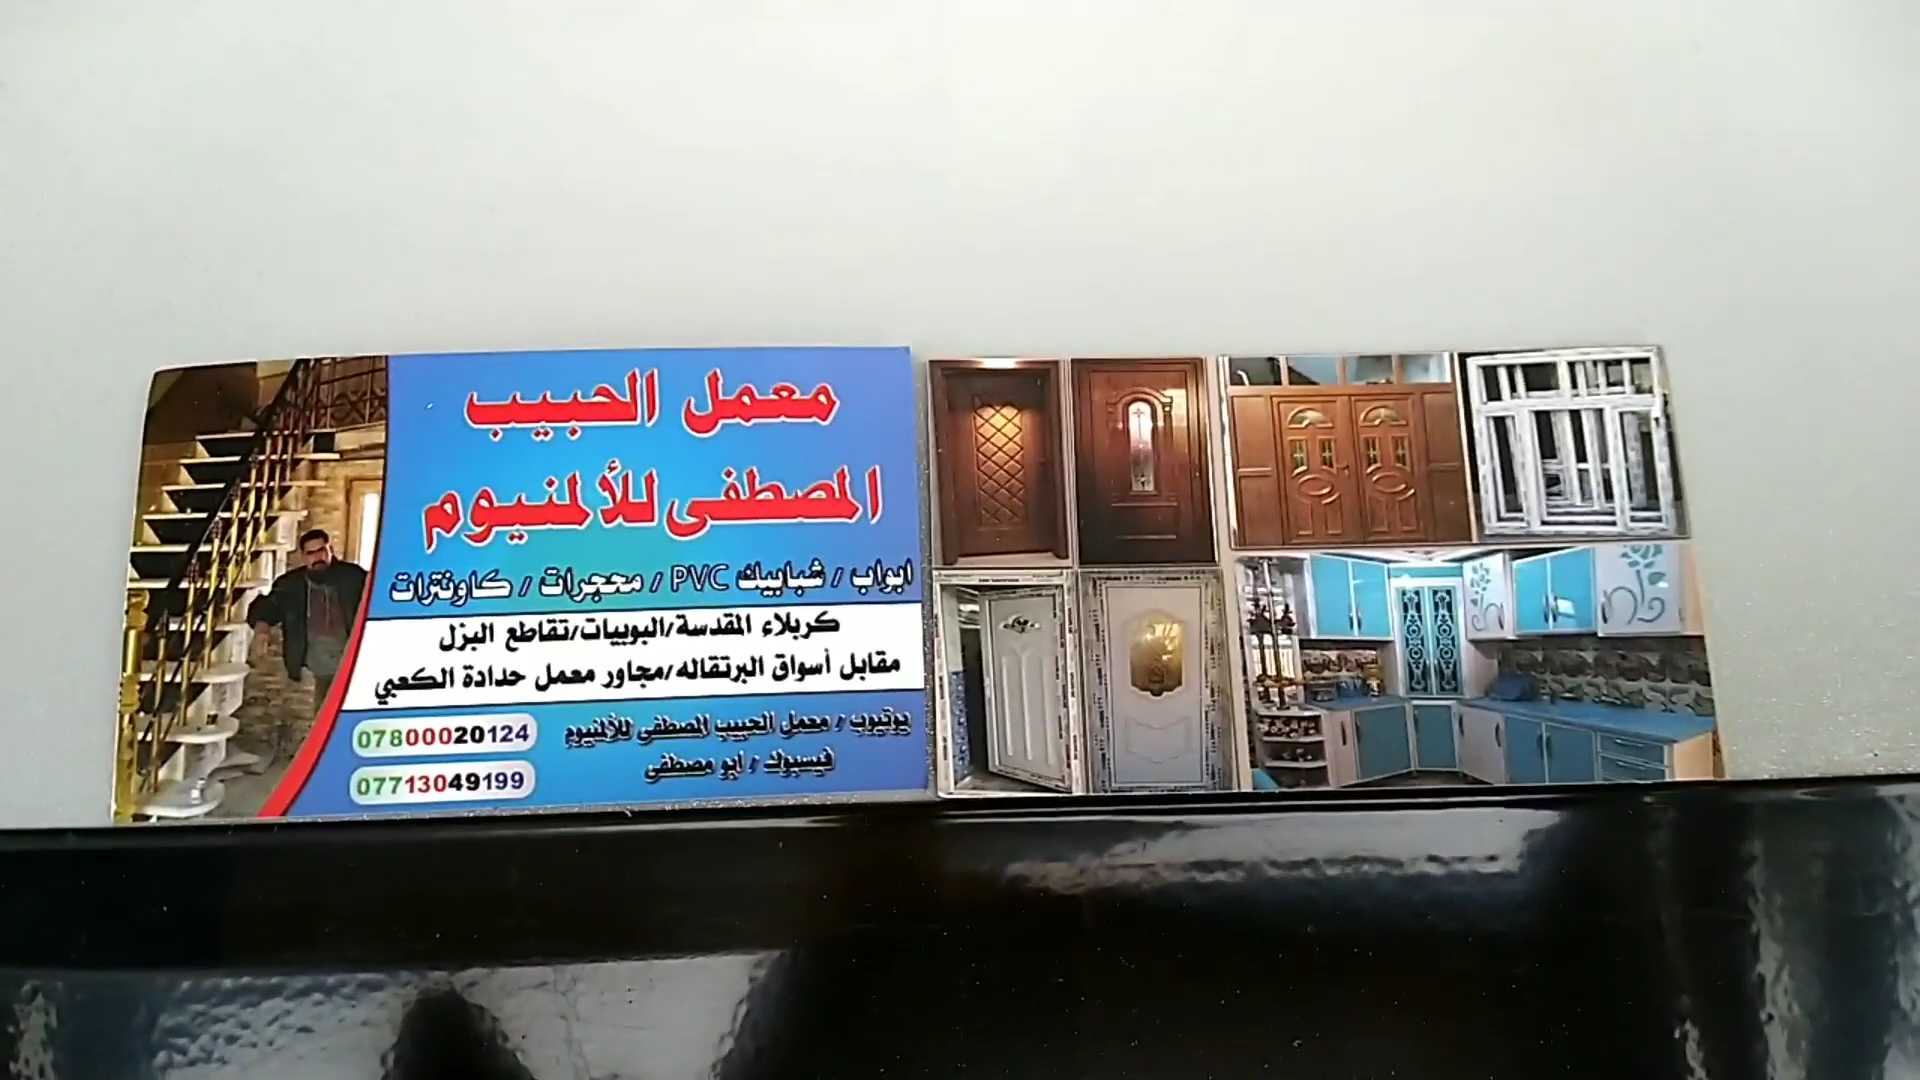 معمل الحبيب
المصطفى للألمنيوم
ابواب / شبابيك PVC / محجرات / كاونترات
كربلاء المقدسة/البوبيات/تقاطع البزل
مقابل أسواق البرتقاله/مجاور معمل حدادة الكعبي
يوتيوب / معمل الحبيب المصطفى للألمنيوم
07800020124
فيسبوك / ابو مصطفى
07713049199